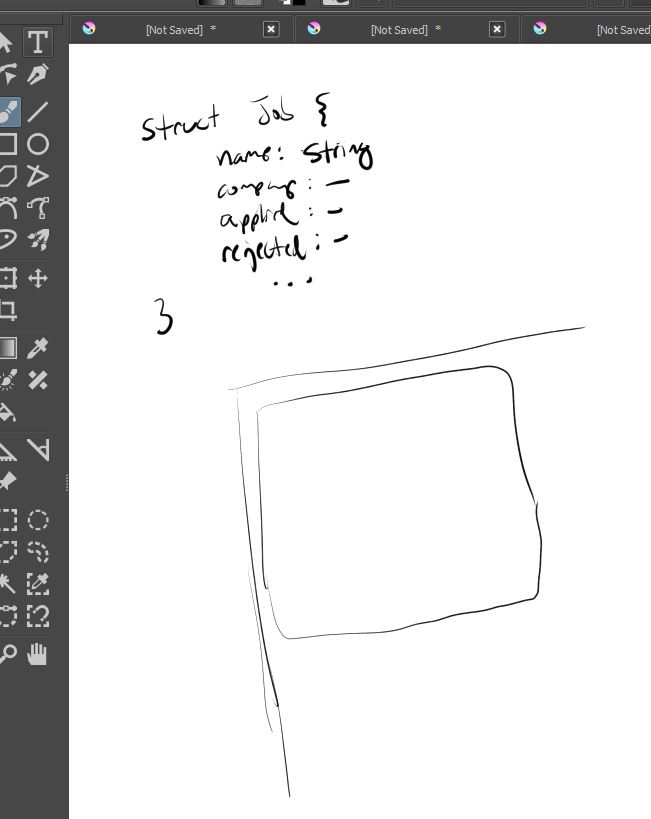 [Not Saved] *
[Not Saved] *
[Not Saved]
struct Job {
name: String
company: -
applied: -
rejected: -
...
}